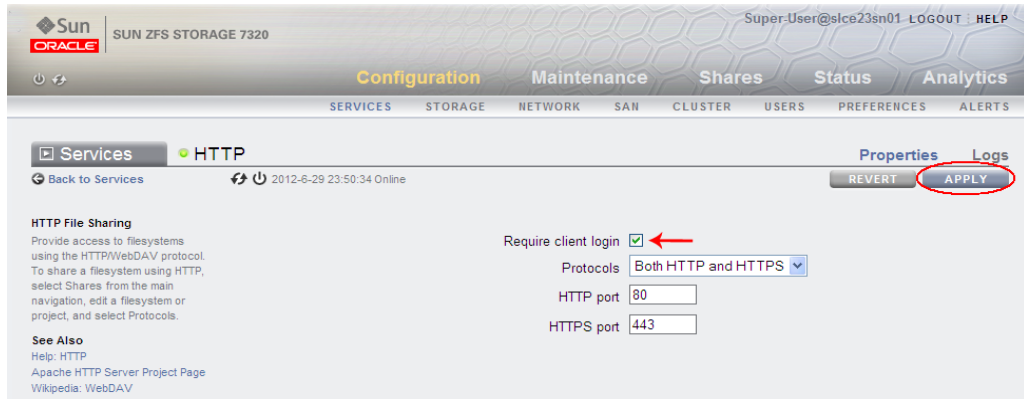 Super-User@slce23sn01 LOGOUT HELP
Sun
ORACLE
SUN ZFS STORAGE 7320
Configuration Maintenance Shares Status Analytics
SERVICES STORAGE NETWORK SAN CLUSTER USERS PREFERENCES ALERTS
Services HTTP Properties Logs
Back to Services 2012-6-29 23:50:34 Online REVERT APPLY
HTTP File Sharing
Provide access to filesystems
using the HTTP/WebDAV protocol.
To share a filesystem using HTTP,
select Shares from the main
navigation, edit a filesystem or
project, and select Protocols.
See Also
Help: HTTP
Apache HTTP Server Project Page
Wikipedia: WebDAV
Require client login
Protocols Both HTTP and HTTPS
HTTP port 80
HTTPS port 443